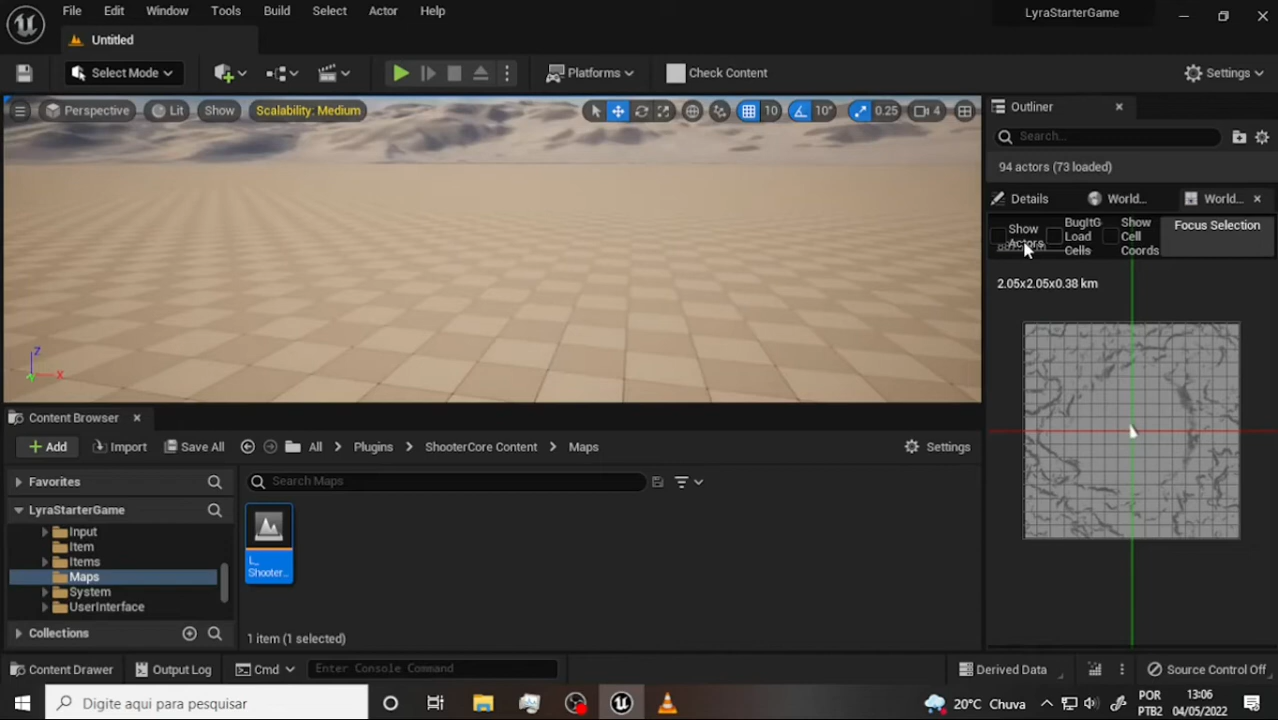 File Edit Window Tools Build Select Actor Help LyraStarterGame
Untitled
Select Mode Platforms Check Content Settings
Perspective Lit Show Scalability: Medium 10 10° 0.25 4
Outliner
Search...
94 actors (73 loaded)
Details World... World...
Show Actors
BugItG Load Cells
Show Cell Coords
Focus Selection
2.05x2.05x0.38 km
Z
X
Content Browser
Add Import Save All All Plugins ShooterCore Content Maps Settings
Favorites
Search Maps
LyraStarterGame
Input
Item
Items
Maps
System
UserInterface
Collections
L_
Shooter...
1 item (1 selected)
Content Drawer Output Log Cmd Enter Console Command Derived Data Source Control Off
Digite aqui para pesquisar
20°C Chuva
POR
PTB2
13:06
04/05/2022